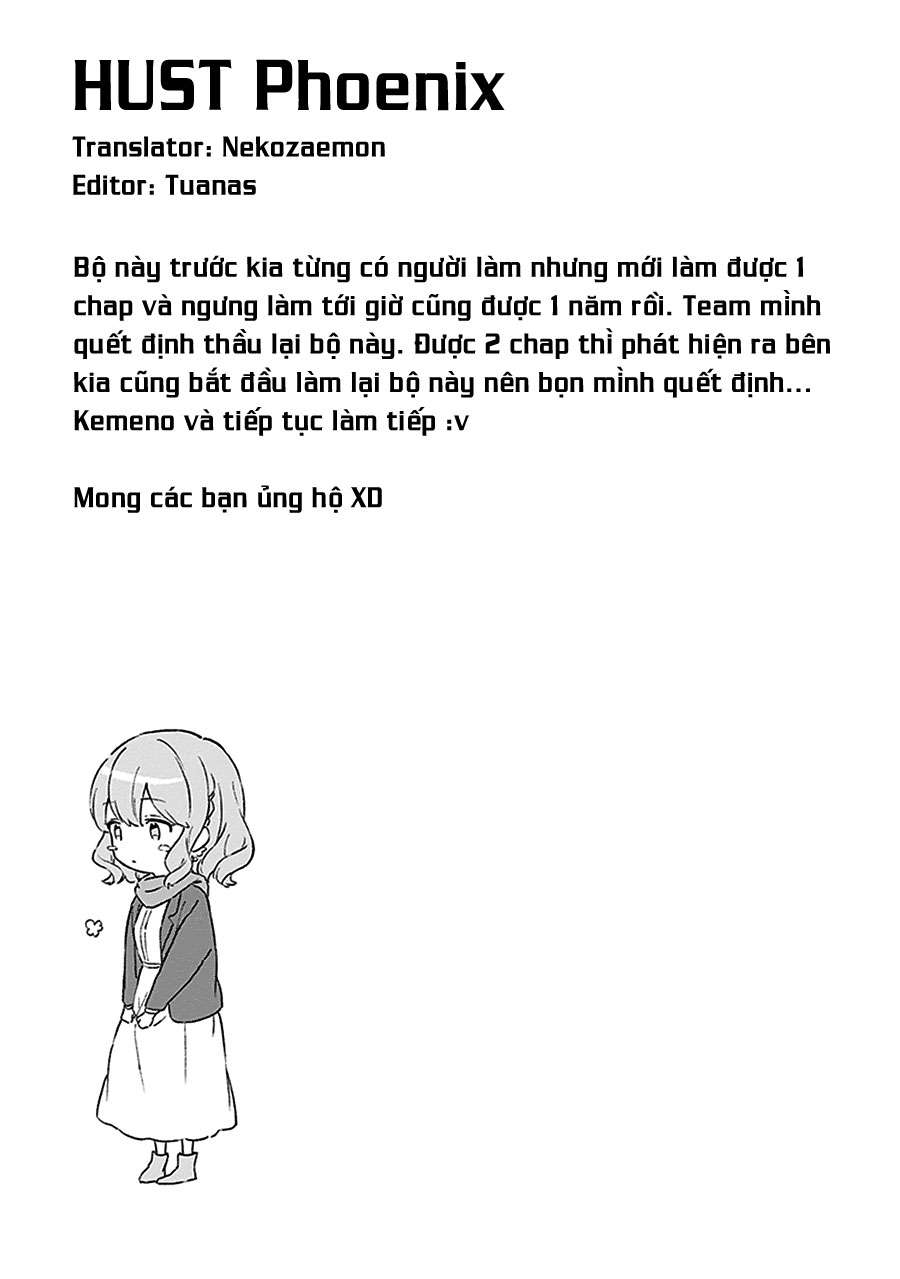 HUST Phoenix
Translator: Nekozaemon
Editor: Tuanas
Bộ này trước kia từng có người làm nhưng mới làm được 1
chap và ngưng làm tới giờ cũng được 1 năm rồi. Team mình
quết định thầu lại bộ này. Được 2 chap thì phát hiện ra bên
kia cũng bắt đầu làm lại bộ này nên bọn mình quết định...
Kemeno và tiếp tục làm tiếp :v
Mong các bạn ủng hộ XD